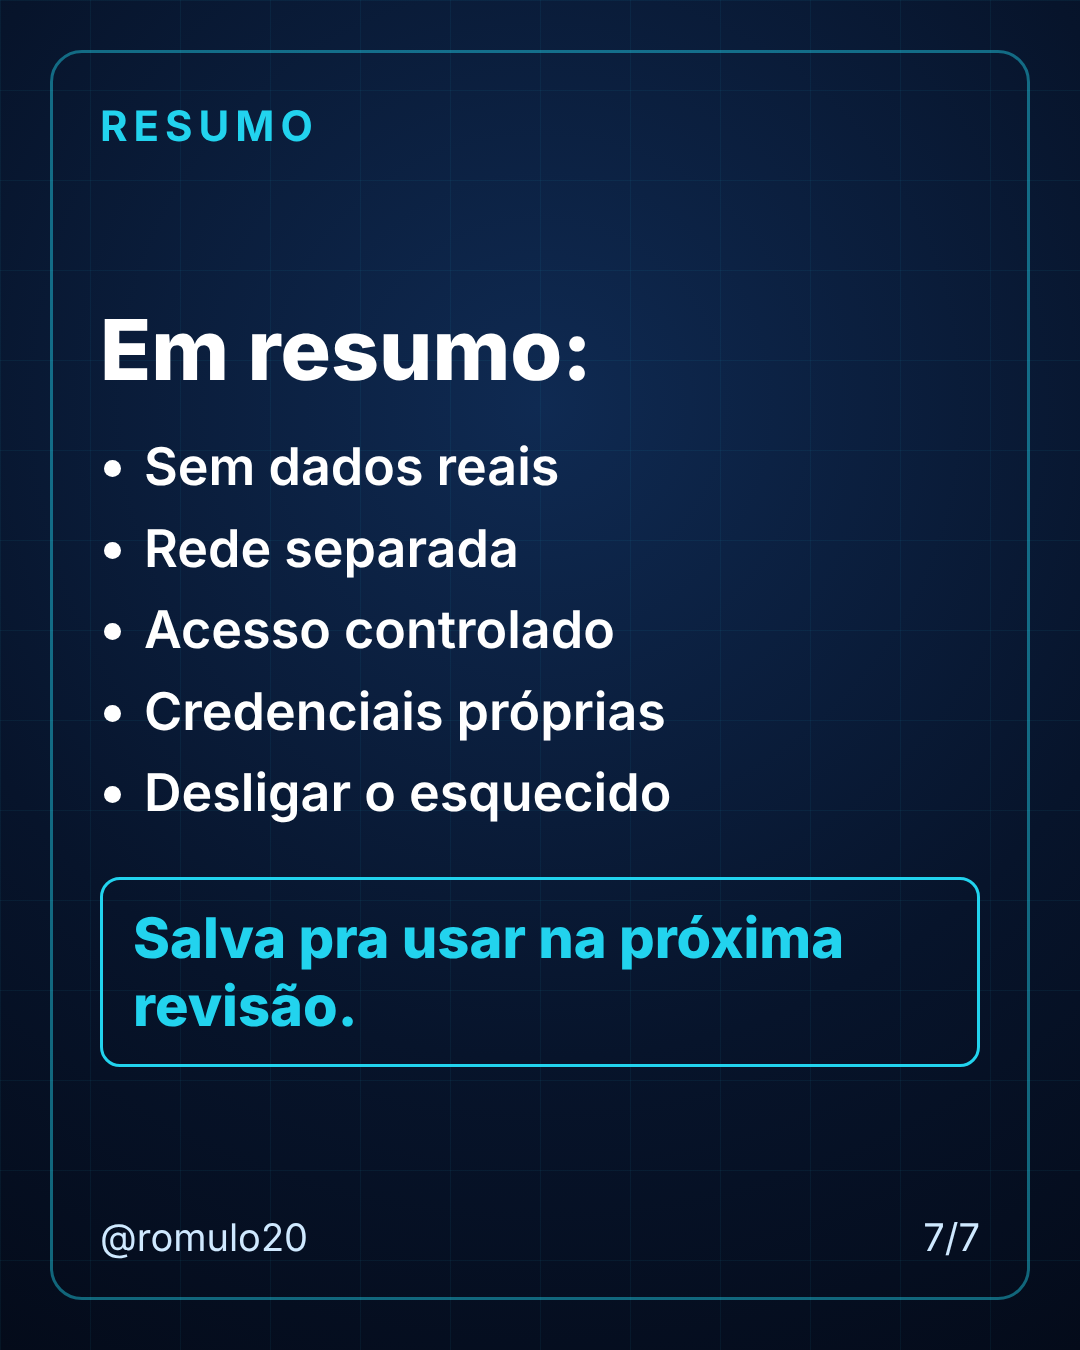 RESUMO
Em resumo:
• Sem dados reais
• Rede separada
• Acesso controlado
• Credenciais próprias
• Desligar o esquecido
Salva pra usar na próxima
revisão.
@romulo20
7/7